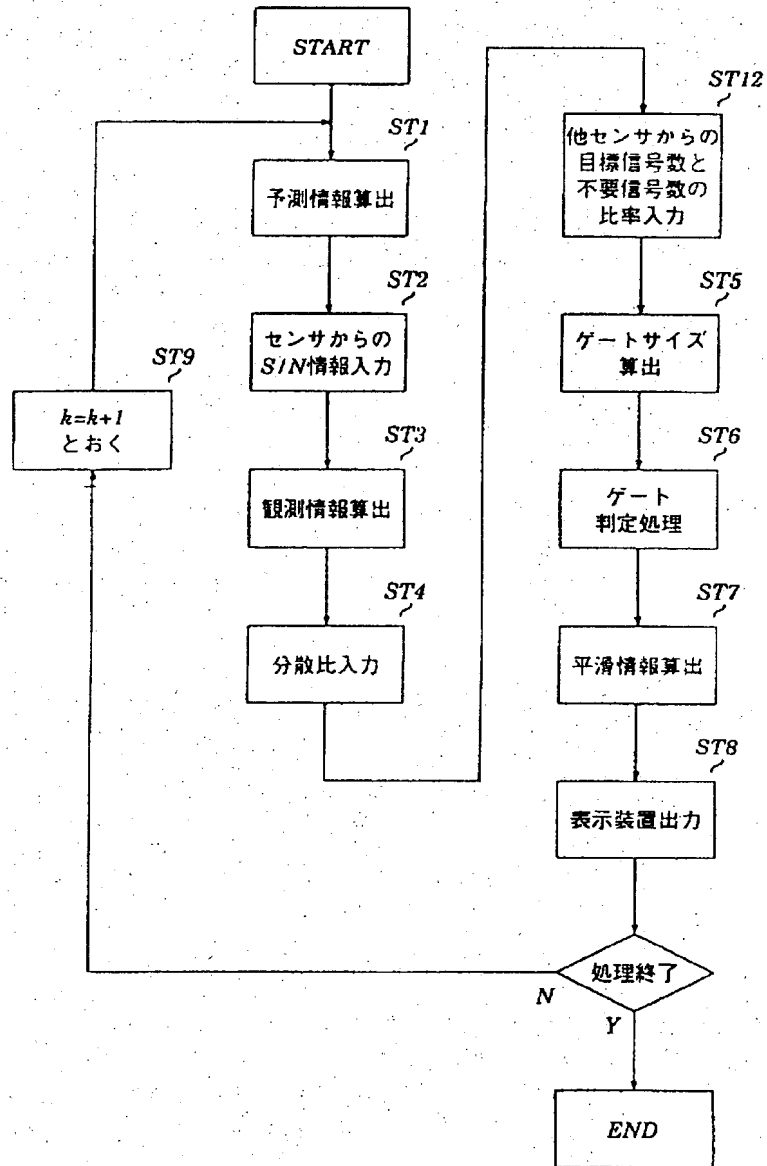 START
ST1
予測情報算出
ST2
センサからの
S/N情報入力
ST3
観測情報算出
ST4
分散比入力
ST9
k=k+1
とおく
ST12
他センサからの
目標信号数と
不要信号数の
比率入力
ST5
ゲートサイズ
算出
ST6
ゲート
判定処理
ST7
平滑情報算出
ST8
表示装置出力
処理終了
N
Y
END